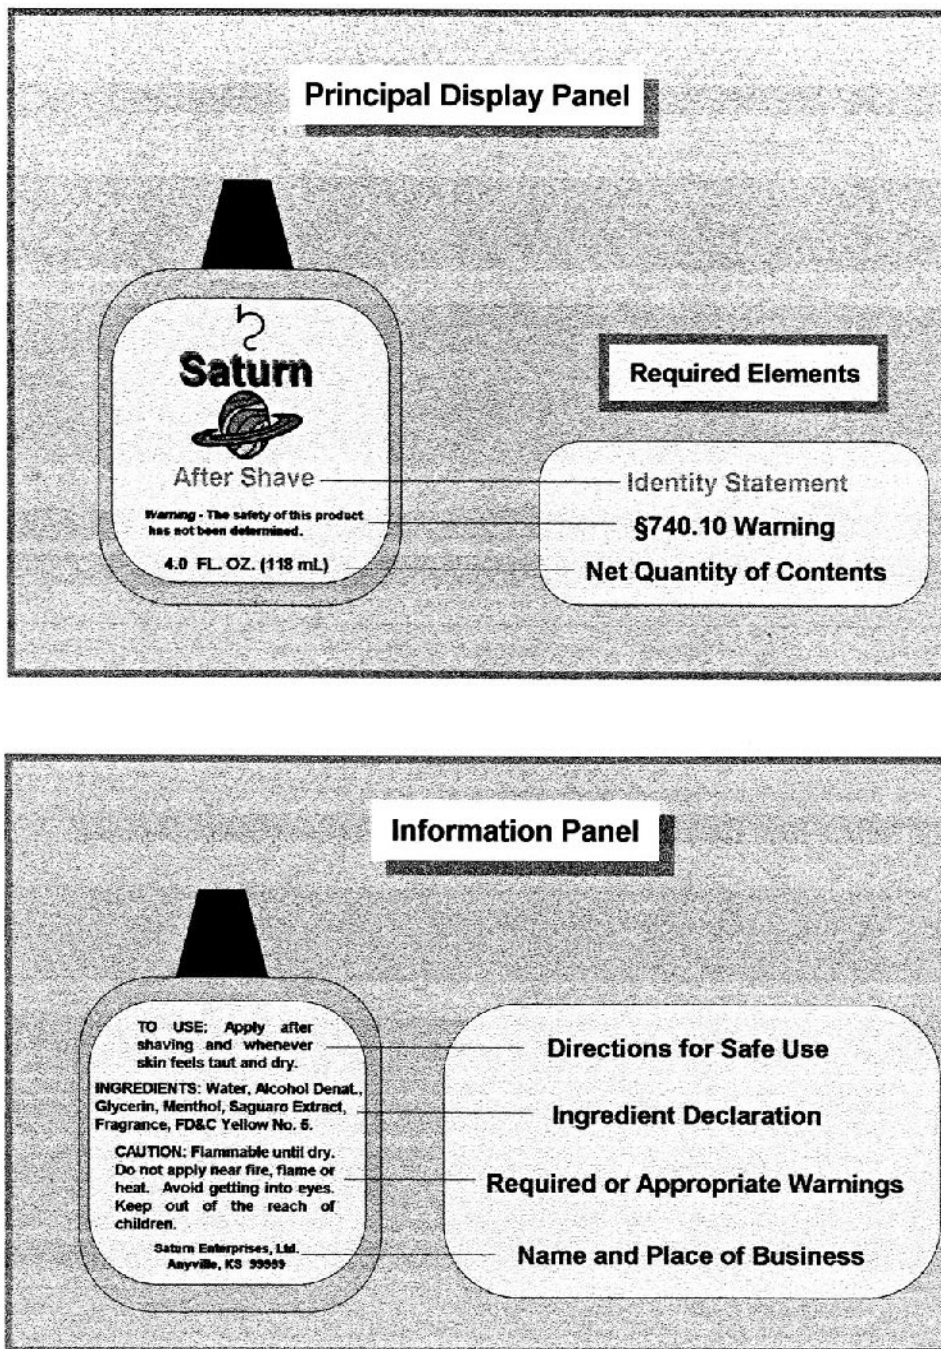 Principal Display Panel
Saturn
After Shave
Warning - The safety of this product
has not been determined.
4.0 FL. OZ. (118 mL)
Required Elements
Identity Statement
§740.10 Warning
Net Quantity of Contents
Information Panel
TO USE: Apply after
shaving and whenever
skin feels taut and dry.
INGREDIENTS: Water, Alcohol Denat.,
Glycerin, Menthol, Saguaro Extract,
Fragrance, FD&C Yellow No. 5.
CAUTION: Flammable until dry.
Do not apply near fire, flame or
heat. Avoid getting into eyes.
Keep out of the reach of
children.
Saturn Enterprises, Ltd.
Anyville, KS 99999
Directions for Safe Use
Ingredient Declaration
Required or Appropriate Warnings
Name and Place of Business